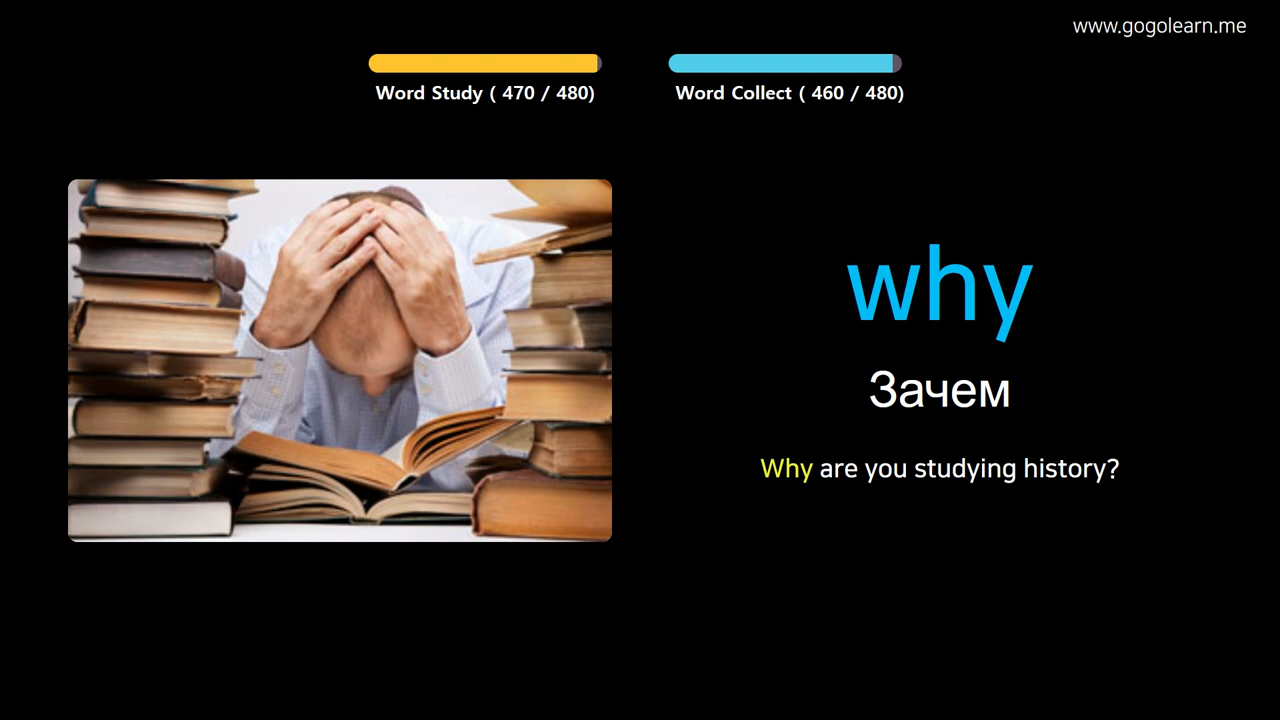 www.gogolearn.me
Word Study ( 470 / 480)
Word Collect ( 460 / 480)
why
Зачем
Why are you studying history?